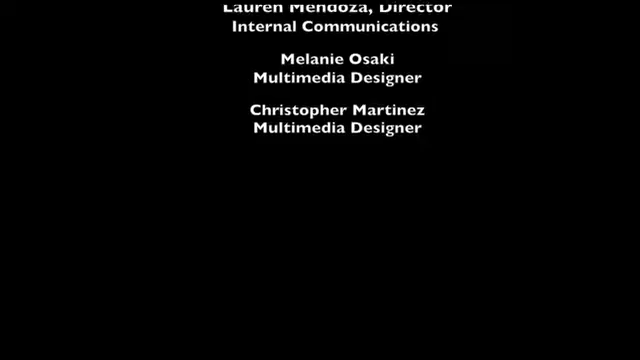 Lauren Mendoza, Director
Internal Communications
Melanie Osaki
Multimedia Designer
Christopher Martinez
Multimedia Designer